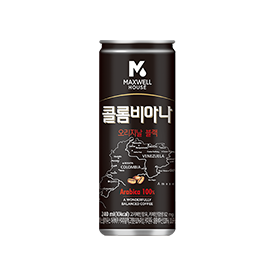 MAXWELL
HOUSE
콜롬비아나
오리지날 블랙
VENEZUELA
COLOMBIA
Arabica 100%
A WONDERFULLY
BALANCED COFFEE